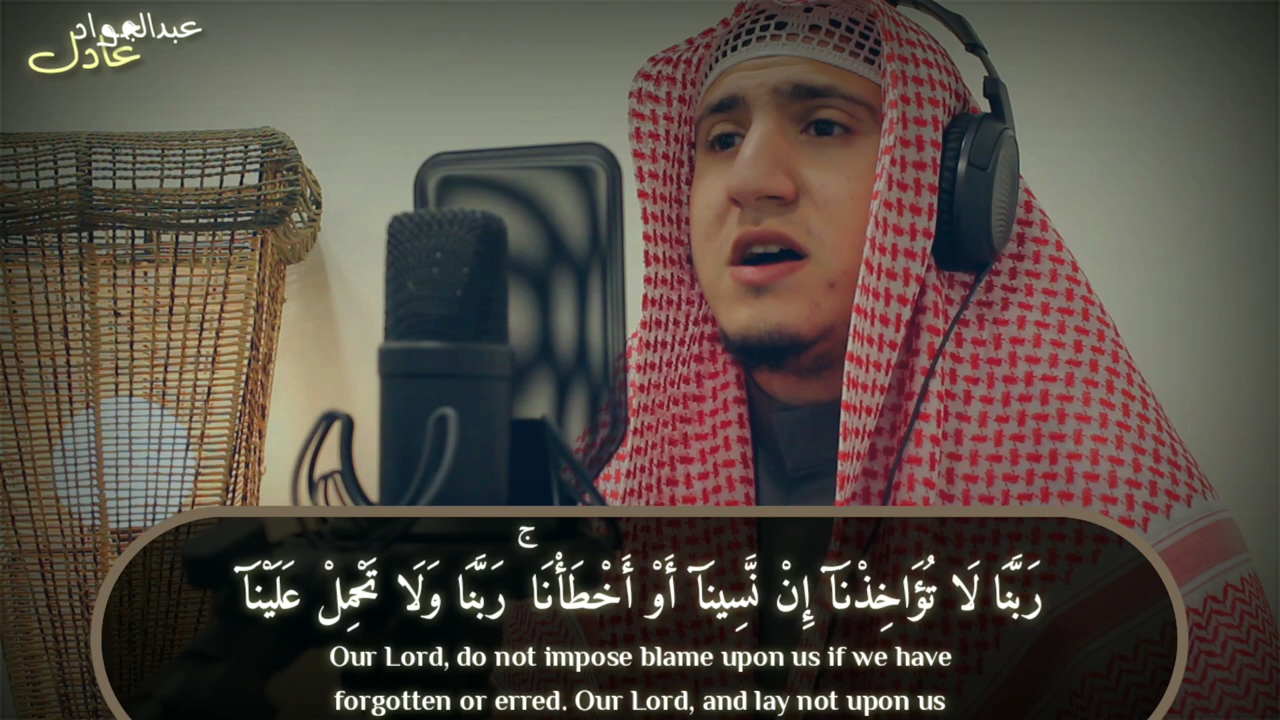 عبدالجواد
عادل
رَبَّنَا لَا تُؤَاخِذْنَآ إِنْ نَّسِينَآ أَوْ أَخْطَأْنَا ۚ رَبَّنَا وَلَا تَحْمِلْ عَلَيْنَآ
Our Lord, do not impose blame upon us if we have
forgotten or erred. Our Lord, and lay not upon us